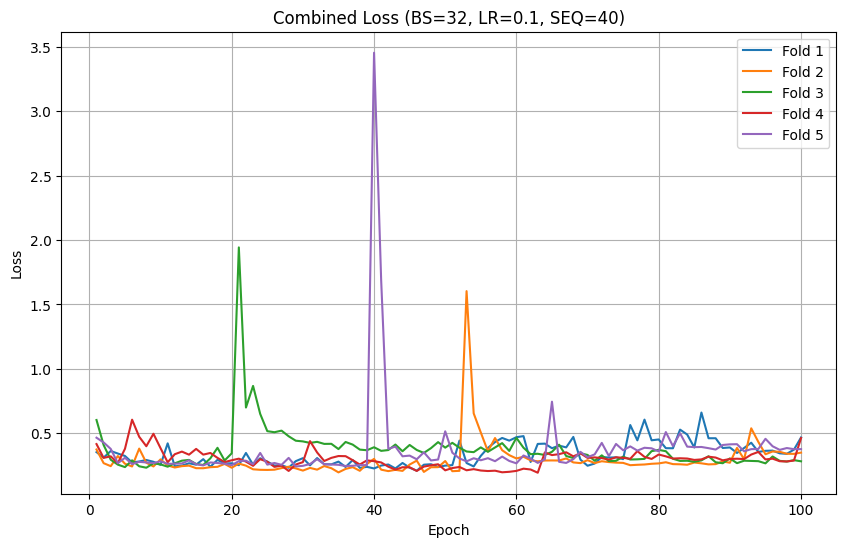 Combined Loss (BS=32, LR=0.1, SEQ=40)
Fold 1
Fold 2
Fold 3
Fold 4
Fold 5
3.5
3.0
2.5
2.0
1.5
1.0
0.5
Loss
0 20 40 60 80 100
Epoch